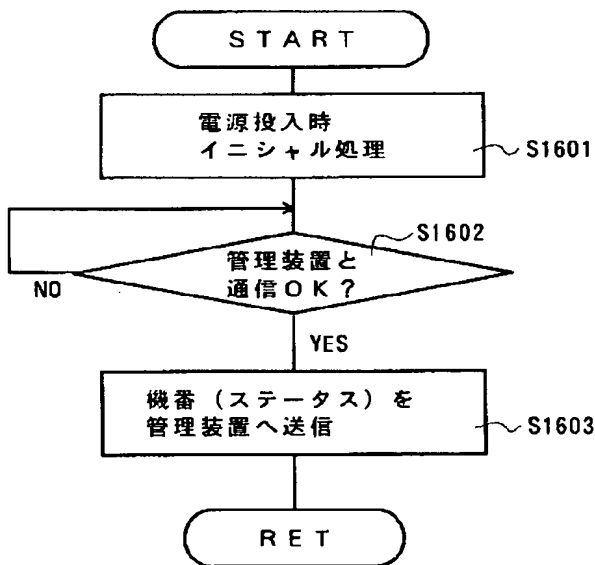 START
電源投入時
イニシャル処理
S1601
S1602
管理装置と
通信OK?
NO
YES
機番(ステータス)を
管理装置へ送信
S1603
RET